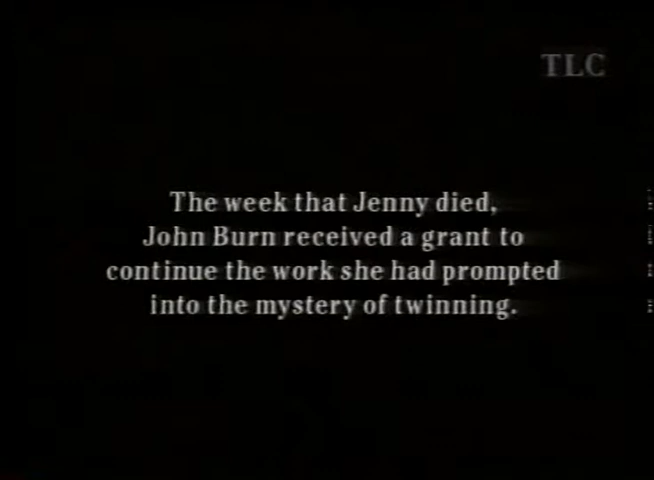 TLC
The week that Jenny died,
John Burn received a grant to
continue the work she had prompted
into the mystery of twinning.